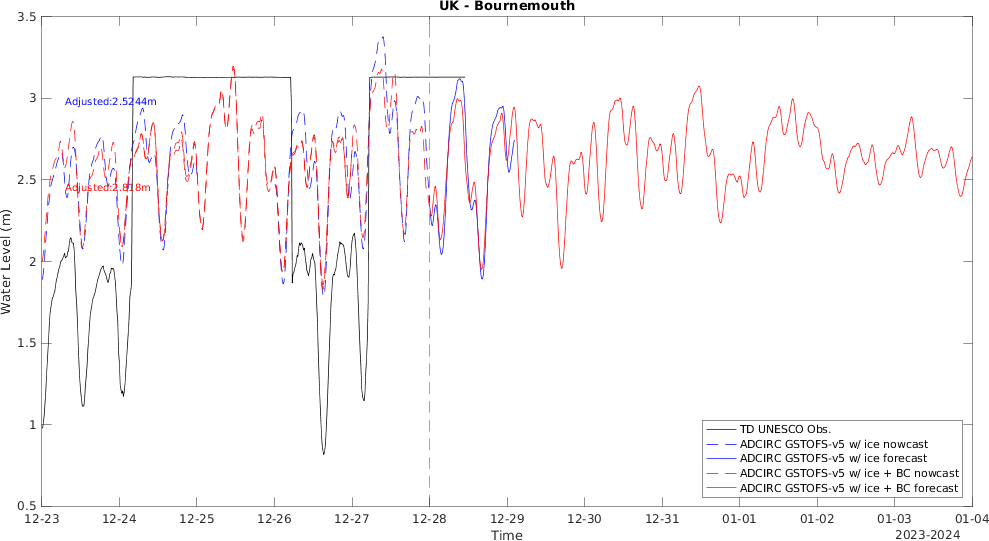 UK - Bournemouth
3.5
3
2.5
2
1.5
1
0.5
Water Level (m)
Adjusted:2.5244m
Adjusted:2.818m
TD UNESCO Obs.
ADCIRC GSTOFS-v5 w/ ice nowcast
ADCIRC GSTOFS-v5 w/ ice forecast
ADCIRC GSTOFS-v5 w/ ice + BC nowcast
ADCIRC GSTOFS-v5 w/ ice + BC forecast
12-23 12-24 12-25 12-26 12-27 12-28 12-29 12-30 12-31 01-01 01-02 01-03 01-04
Time
2023-2024